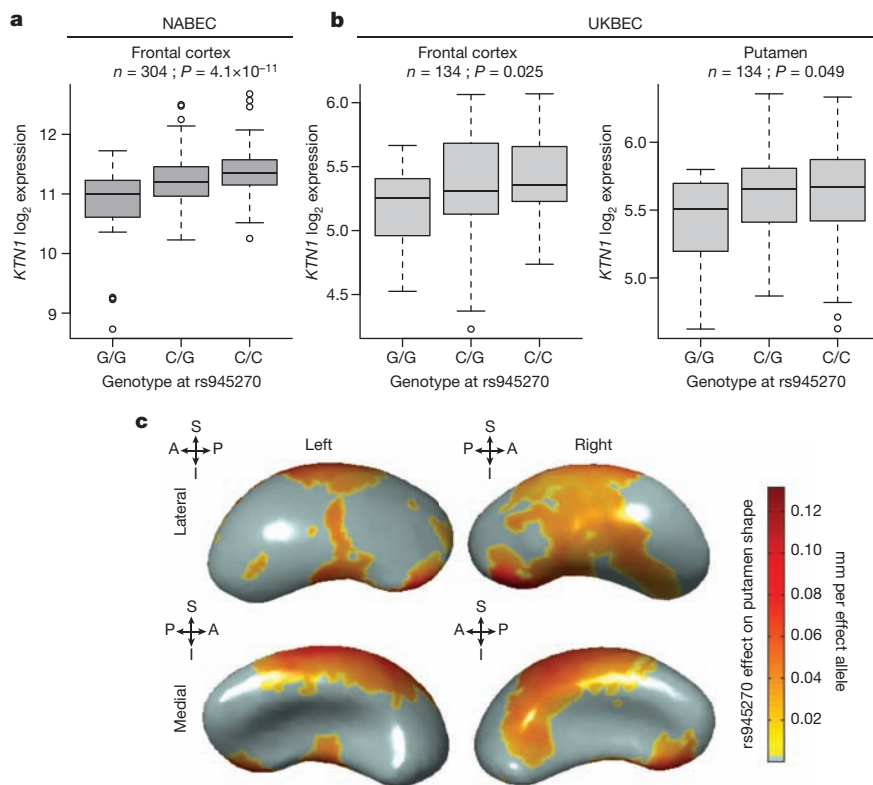 a
NABEC
Frontal cortex
n = 304 ; P = 4.1×10⁻¹¹
KTN1 log₂ expression
12
11
10
9
G/G C/G C/C
Genotype at rs945270
b
UKBEC
Frontal cortex
n = 134 ; P = 0.025
KTN1 log₂ expression
6.0
5.5
5.0
4.5
G/G C/G C/C
Genotype at rs945270
Putamen
n = 134 ; P = 0.049
KTN1 log₂ expression
6.0
5.5
5.0
G/G C/G C/C
Genotype at rs945270
c
Left
Right
S
A P
I
S
P A
I
Lateral
S
P A
I
S
A P
I
Medial
rs945270 effect on putamen shape
0.12
0.10
0.08
0.06
0.04
0.02
mm per effect allele